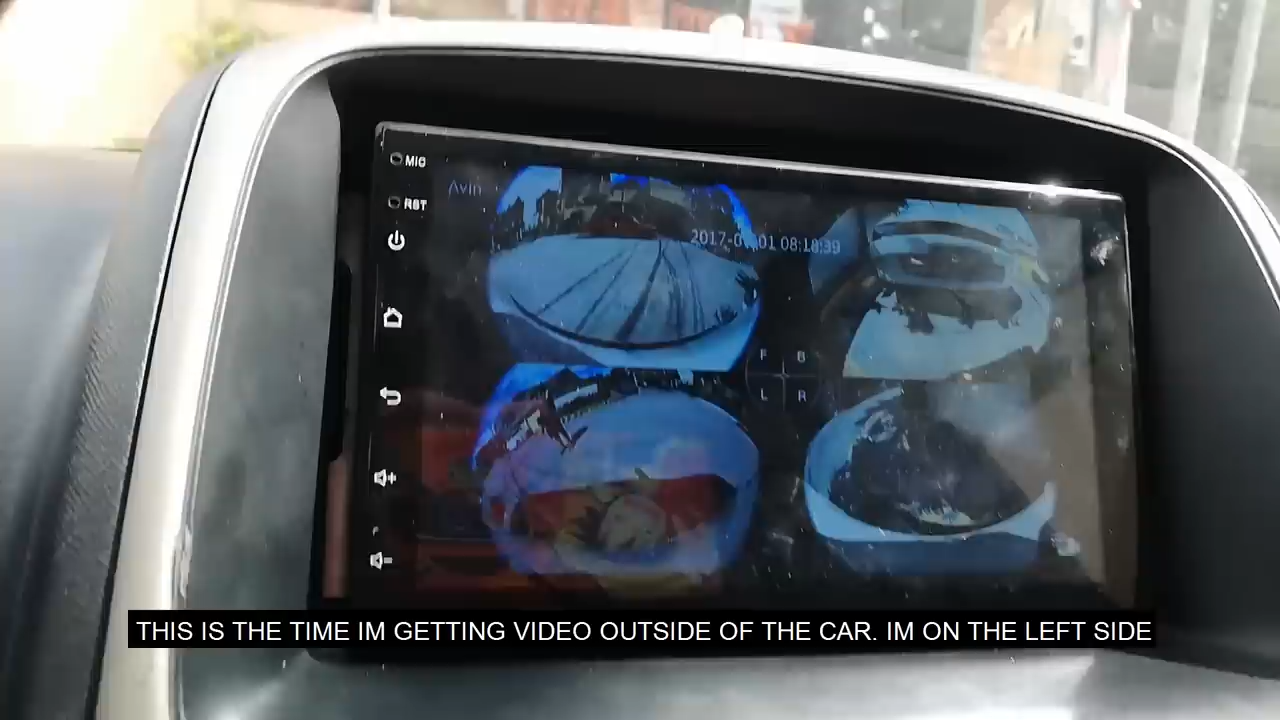 MIC
Avin
RST
2017-01-01 08:18:39
F B
L R
THIS IS THE TIME IM GETTING VIDEO OUTSIDE OF THE CAR. IM ON THE LEFT SIDE